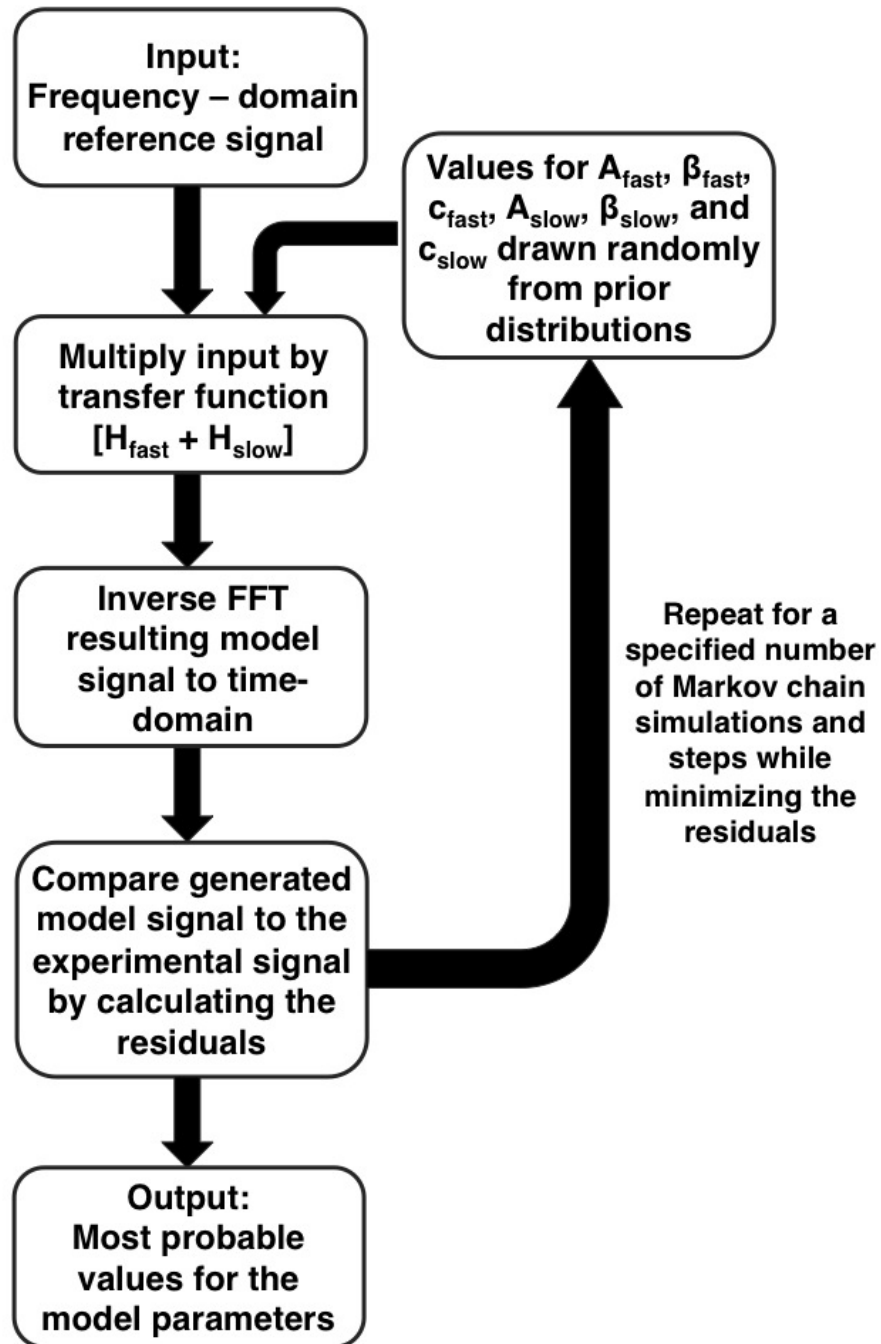 Input:
Frequency – domain
reference signal
Values for A_fast, β_fast,
c_fast, A_slow, β_slow, and
c_slow drawn randomly
from prior
distributions
Multiply input by
transfer function
[H_fast + H_slow]
Inverse FFT
resulting model
signal to time-
domain
Repeat for a
specified number
of Markov chain
simulations and
steps while
minimizing the
residuals
Compare generated
model signal to the
experimental signal
by calculating the
residuals
Output:
Most probable
values for the
model parameters